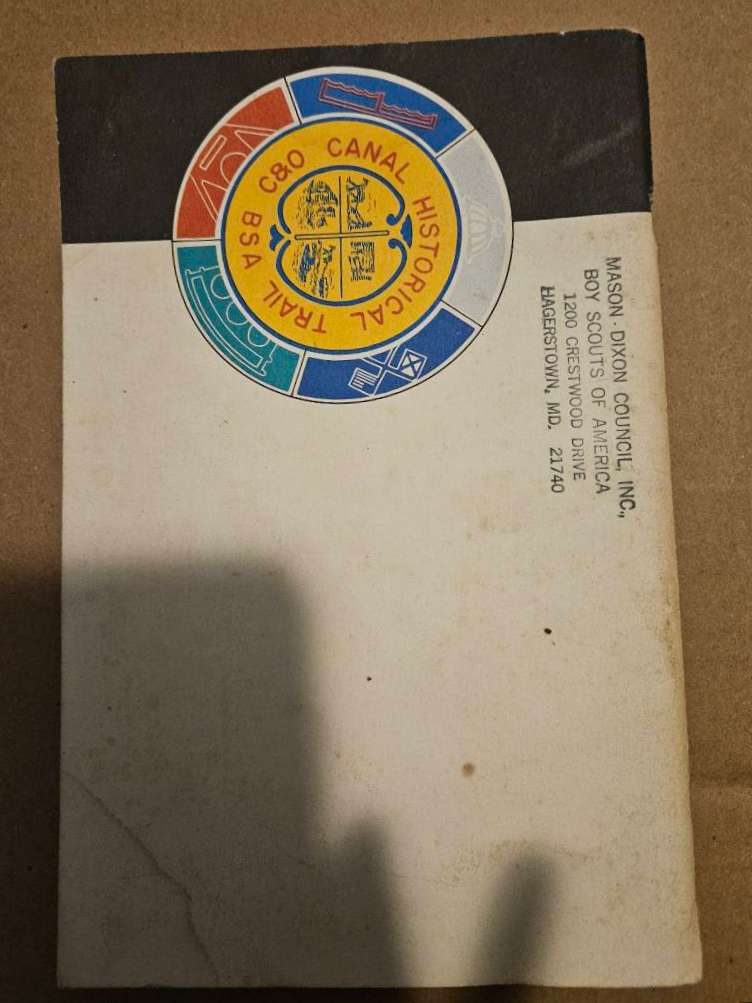 C&O CANAL HISTORICAL TRAIL BSA
MASON-DIXON COUNCIL, INC.,
BOY SCOUTS OF AMERICA
1200 CRESTWOOD DRIVE
HAGERSTOWN, MD. 21740